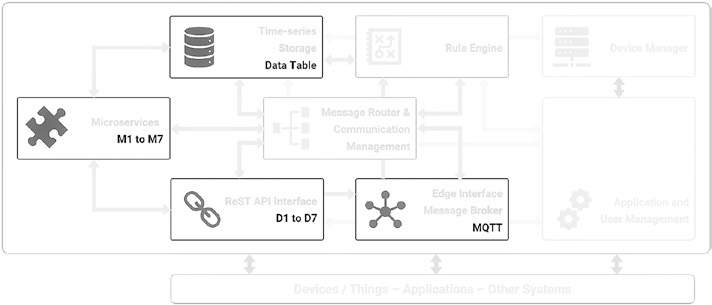 Time-series
Storage
Data Table
Rule Engine
Device Manager
Microservices
M1 to M7
Message Router &
Communication
Management
ReST API Interface
D1 to D7
Edge Interface
Message Broker
MQTT
Application and
User Management
Devices / Things – Applications – Other Systems